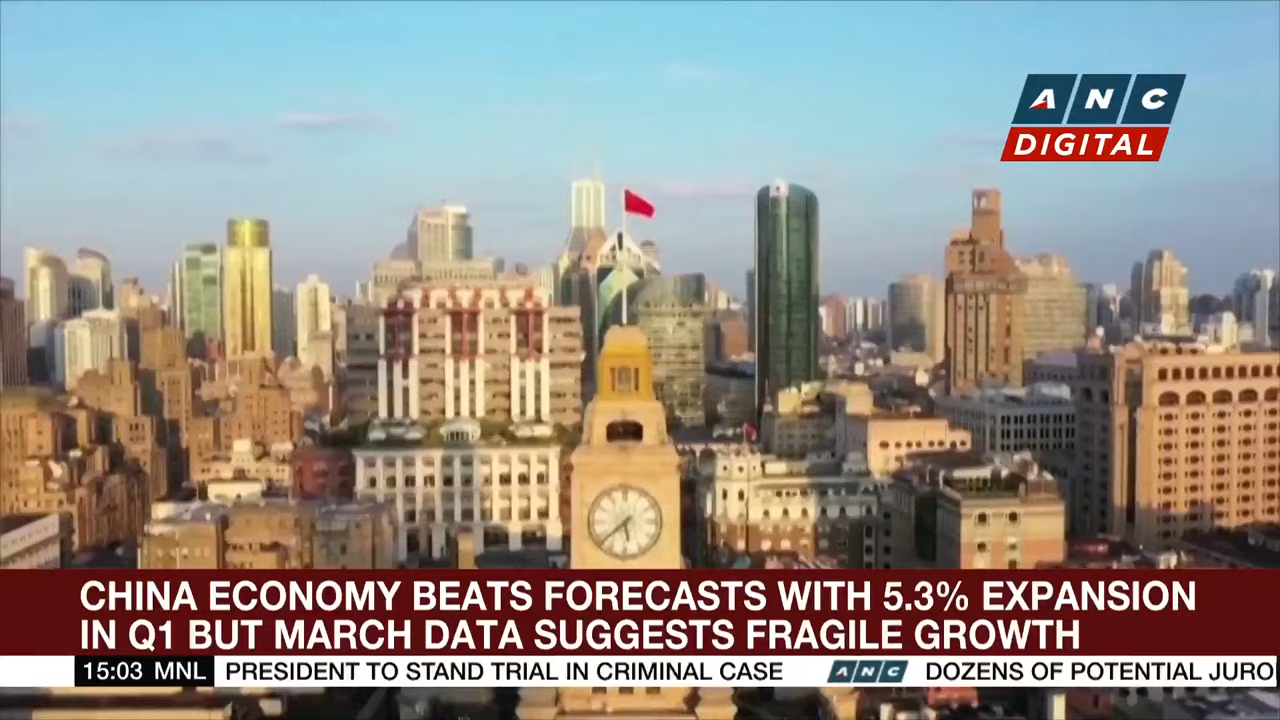 ANC
DIGITAL
CHINA ECONOMY BEATS FORECASTS WITH 5.3% EXPANSION
IN Q1 BUT MARCH DATA SUGGESTS FRAGILE GROWTH
15:03 MNL PRESIDENT TO STAND TRIAL IN CRIMINAL CASE ANC DOZENS OF POTENTIAL JURO